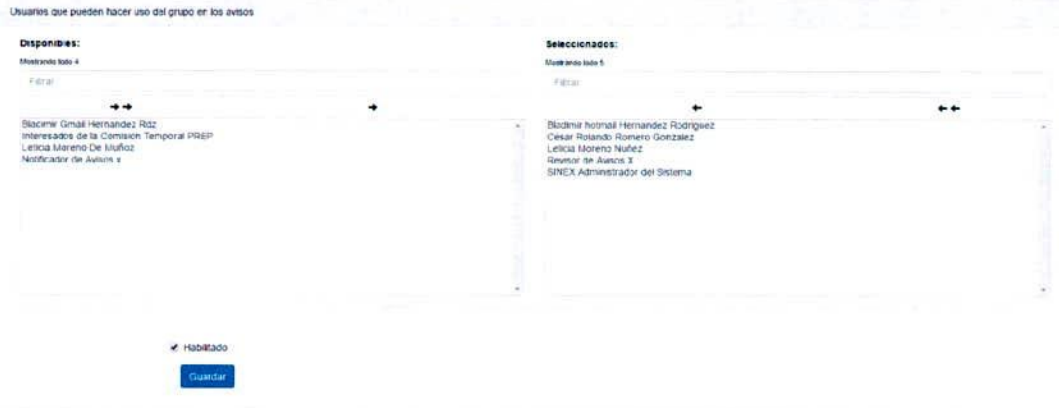 Usuarios que pueden hacer uso del grupo en los avisos
Disponibles:
Mostrando todo 4
Filtrar
Bladimir Gmail Hernandez Rdz
Interesados de la Comision Temporal PREP
Leticia Moreno De Muñoz
Notificador de Avisos x
Seleccionados:
Mostrando todo 5
Filtrar
Bladimir hotmail Hernandez Rodriguez
César Rolando Romero Gonzalez
Leticia Moreno Nuñez
Revisor de Avisos X
SINEX Administrador del Sistema
Habilitado
Guardar